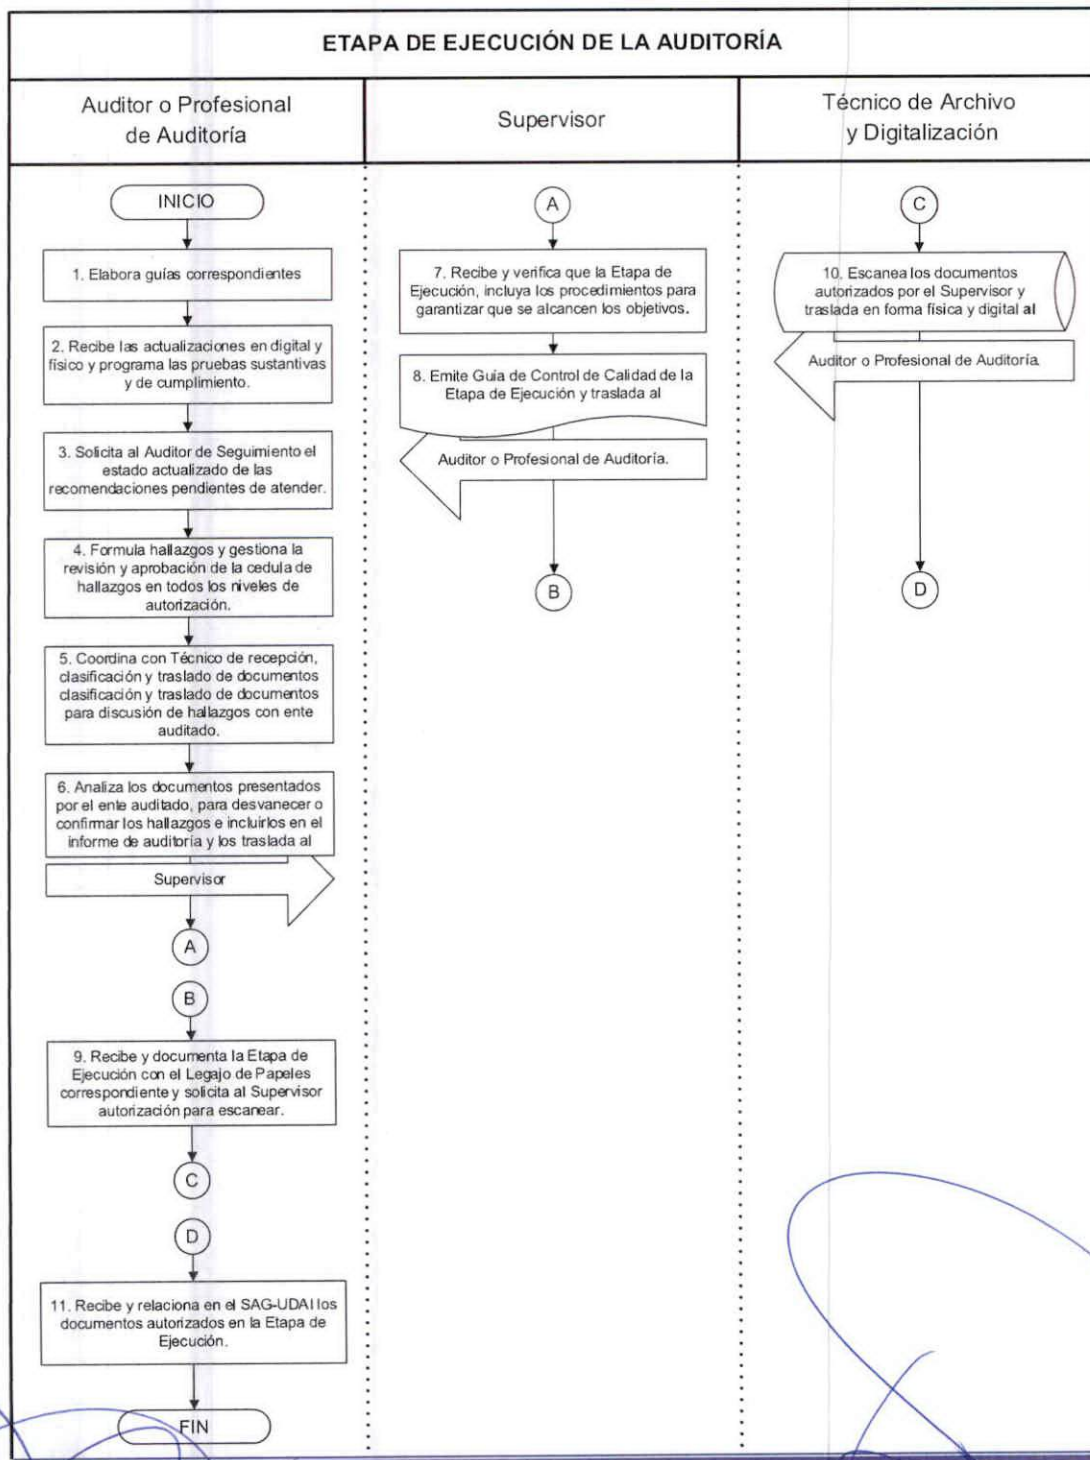 ETAPA DE EJECUCIÓN DE LA AUDITORÍA
Auditor o Profesional
de Auditoría
Supervisor
Técnico de Archivo
y Digitalización
INICIO
1. Elabora guías correspondientes
2. Recibe las actualizaciones en digital y
físico y programa las pruebas sustantivas
y de cumplimiento.
3. Solicita al Auditor de Seguimiento el
estado actualizado de las
recomendaciones pendientes de atender.
4. Formula hallazgos y gestiona la
revisión y aprobación de la cedula de
hallazgos en todos los niveles de
autorización.
5. Coordina con Técnico de recepción,
clasificación y traslado de documentos
clasificación y traslado de documentos
para discusión de hallazgos con ente
auditado.
6. Analiza los documentos presentados
por el ente auditado, para desvanecer o
confirmar los hallazgos e incluirlos en el
informe de auditoría y los traslada al
Supervisor
A
B
9. Recibe y documenta la Etapa de
Ejecución con el Legajo de Papeles
correspondiente y solicita al Supervisor
autorización para escanear.
C
D
11. Recibe y relaciona en el SAG-UDAI los
documentos autorizados en la Etapa de
Ejecución.
FIN
A
7. Recibe y verifica que la Etapa de
Ejecución, incluya los procedimientos para
garantizar que se alcancen los objetivos.
8. Emite Guía de Control de Calidad de la
Etapa de Ejecución y traslada al
Auditor o Profesional de Auditoría.
B
C
10. Escanea los documentos
autorizados por el Supervisor y
traslada en forma física y digital al
Auditor o Profesional de Auditoría.
D